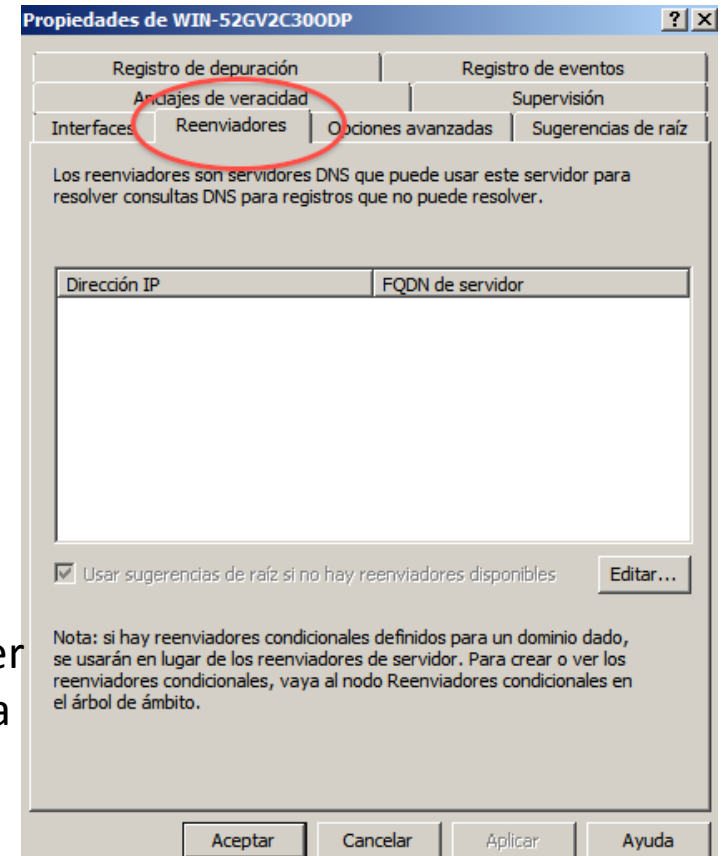 Propiedades de WIN-52GV2C30ODP
Registro de depuración
Registro de eventos
Anclajes de veracidad
Supervisión
Interfaces
Reenviadores
Opciones avanzadas
Sugerencias de raíz
Los reenviadores son servidores DNS que puede usar este servidor para
resolver consultas DNS para registros que no puede resolver.
Dirección IP
FQDN de servidor
Usar sugerencias de raíz si no hay reenviadores disponibles
Editar...
er
a
Nota: si hay reenviadores condicionales definidos para un dominio dado,
se usarán en lugar de los reenviadores de servidor. Para crear o ver los
reenviadores condicionales, vaya al nodo Reenviadores condicionales en
el árbol de ámbito.
Aceptar
Cancelar
Aplicar
Ayuda